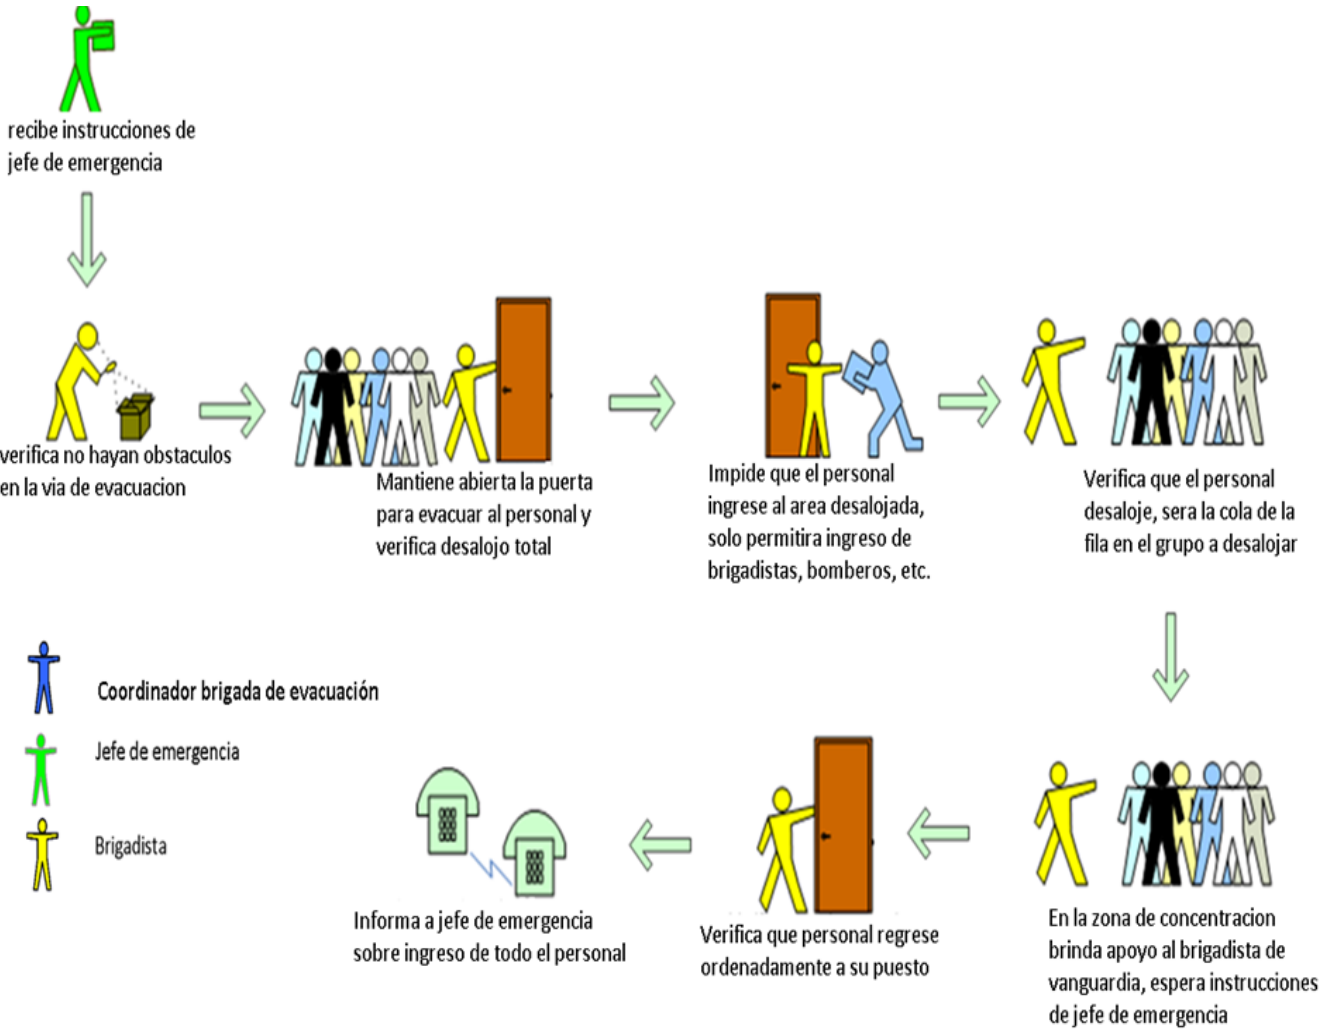 recibe instrucciones de
jefe de emergencia
verifica no hayan obstaculos
en la via de evacuacion
Mantiene abierta la puerta
para evacuar al personal y
verifica desalojo total
Impide que el personal
ingrese al area desalojada,
solo permitira ingreso de
brigadistas, bomberos, etc.
Verifica que el personal
desaloje, sera la cola de la
fila en el grupo a desalojar
En la zona de concentracion
brinda apoyo al brigadista de
vanguardia, espera instrucciones
de jefe de emergencia
Verifica que personal regrese
ordenadamente a su puesto
Informa a jefe de emergencia
sobre ingreso de todo el personal
Coordinador brigada de evacuación
Jefe de emergencia
Brigadista